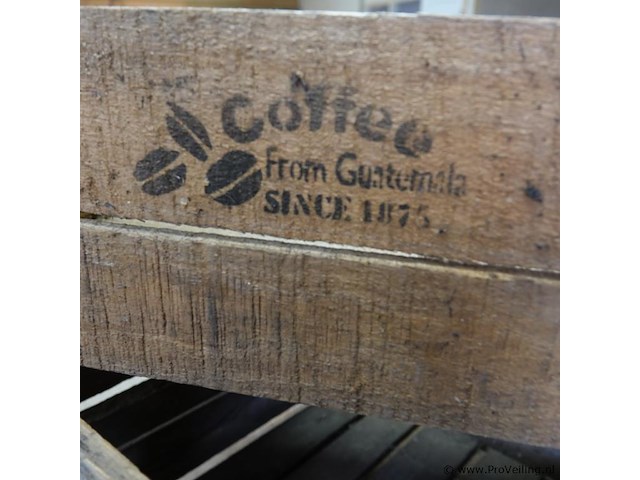 Coffee
From Guatemala
SINCE 1875
© www.ProVeiling.nl